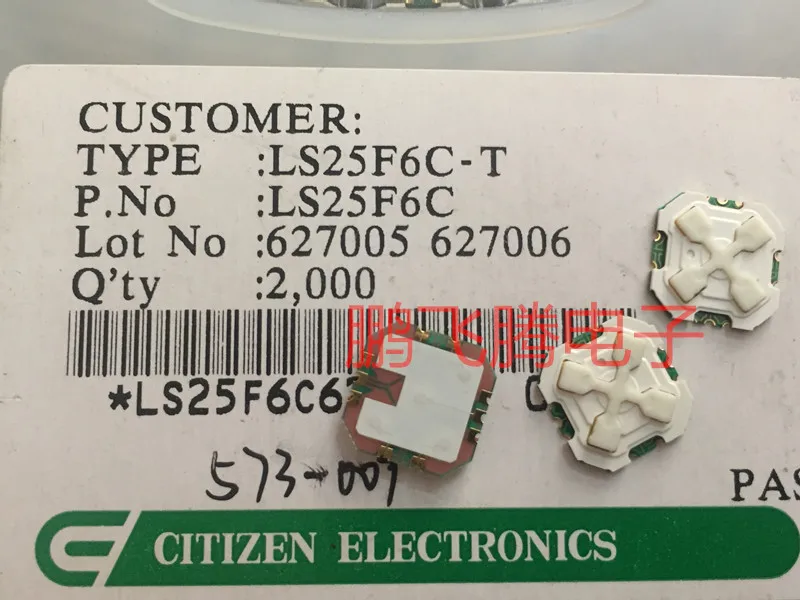 CUSTOMER:
TYPE :LS25F6C-T
P.No :LS25F6C
Lot No :627005 627006
Q'ty :2,000
鹏飞腾电子
*LS25F6C6
573-007
PAS
CITIZEN ELECTRONICS